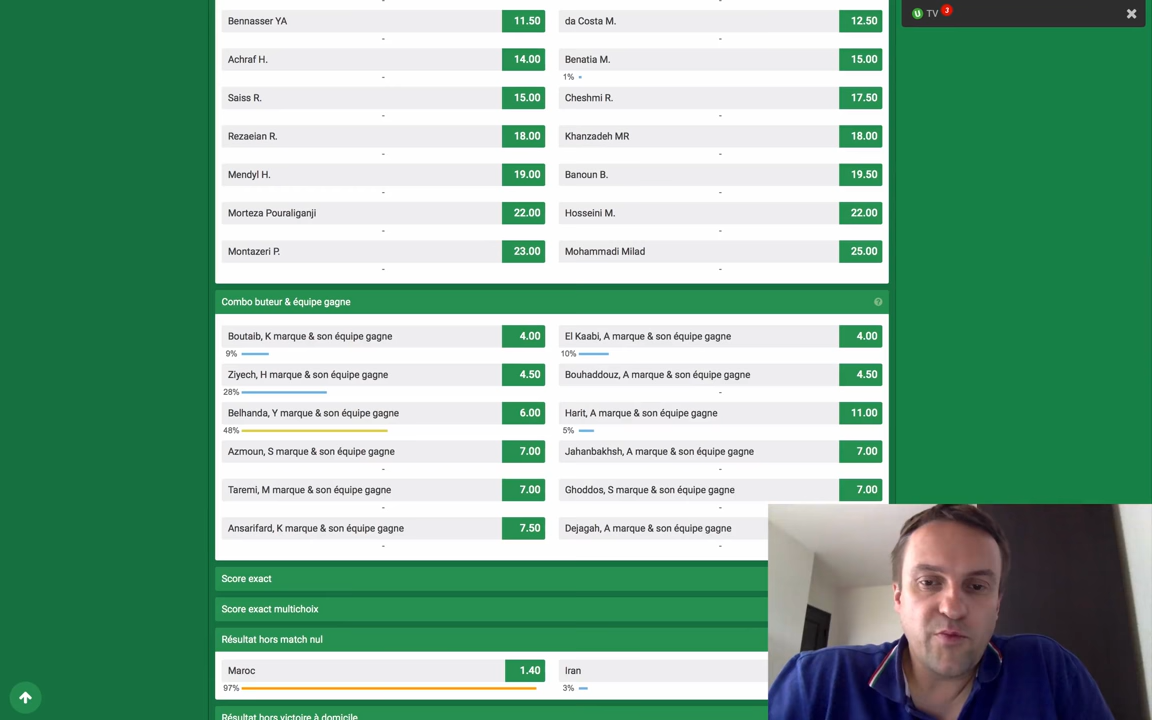 U TV 3
Bennasser YA 11.50 da Costa M. 12.50
- -
Achraf H. 14.00 Benatia M. 15.00
- 1%
Saiss R. 15.00 Cheshmi R. 17.50
- -
Rezaeian R. 18.00 Khanzadeh MR 18.00
- -
Mendyl H. 19.00 Banoun B. 19.50
- -
Morteza Pouraliganji 22.00 Hosseini M. 22.00
- -
Montazeri P. 23.00 Mohammadi Milad 25.00
- -
Combo buteur & équipe gagne ?
Boutaib, K marque & son équipe gagne 4.00 El Kaabi, A marque & son équipe gagne 4.00
9% 10%
Ziyech, H marque & son équipe gagne 4.50 Bouhaddouz, A marque & son équipe gagne 4.50
28% -
Belhanda, Y marque & son équipe gagne 6.00 Harit, A marque & son équipe gagne 11.00
48% 5%
Azmoun, S marque & son équipe gagne 7.00 Jahanbakhsh, A marque & son équipe gagne 7.00
- -
Taremi, M marque & son équipe gagne 7.00 Ghoddos, S marque & son équipe gagne 7.00
- -
Ansarifard, K marque & son équipe gagne 7.50 Dejagah, A marque & son équipe gagne
- -
Score exact
Score exact multichoix
Résultat hors match nul
Maroc 1.40 Iran
97% 3%
Résultat hors victoire à domicile